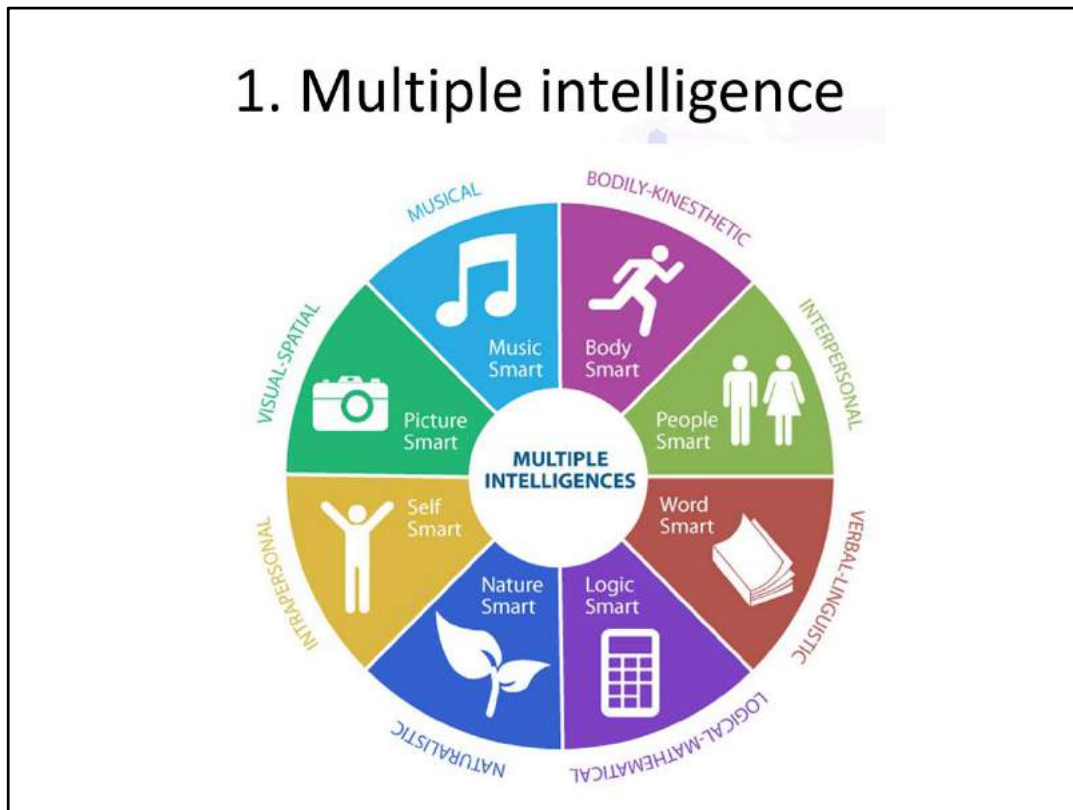 1. Multiple intelligence
MUSICAL
BODILY-KINESTHETIC
VISUAL-SPATIAL
INTERPERSONAL
Music
Smart
Body
Smart
Picture
Smart
People
Smart
MULTIPLE
INTELLIGENCES
Self
Smart
Word
Smart
Nature
Smart
Logic
Smart
INTRAPERSONAL
VERBAL-LINGUISTIC
NATURALISTIC
LOGICAL-MATHEMATICAL